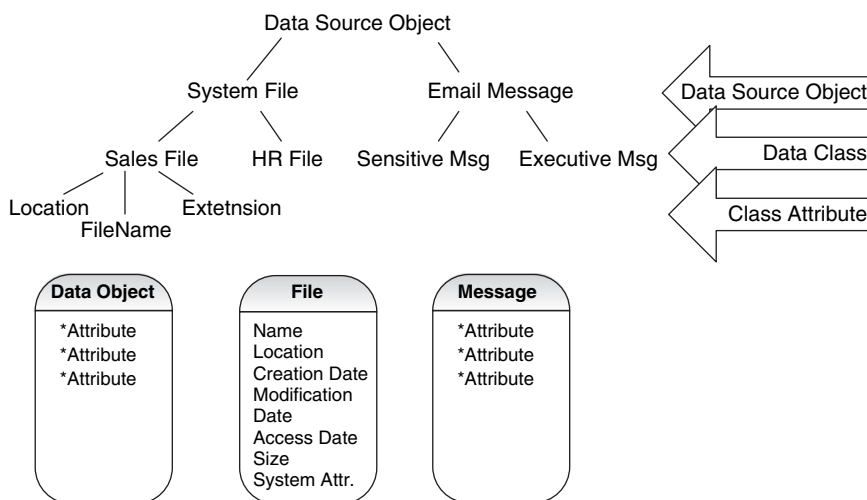 Data Source Object
System File
Email Message
Data Source Object
Sales File
HR File
Sensitive Msg
Executive Msg
Data Class
Location
FileName
Extetnsion
Class Attribute
Data Object
*Attribute
*Attribute
*Attribute
File
Name
Location
Creation Date
Modification
Date
Access Date
Size
System Attr.
Message
*Attribute
*Attribute
*Attribute